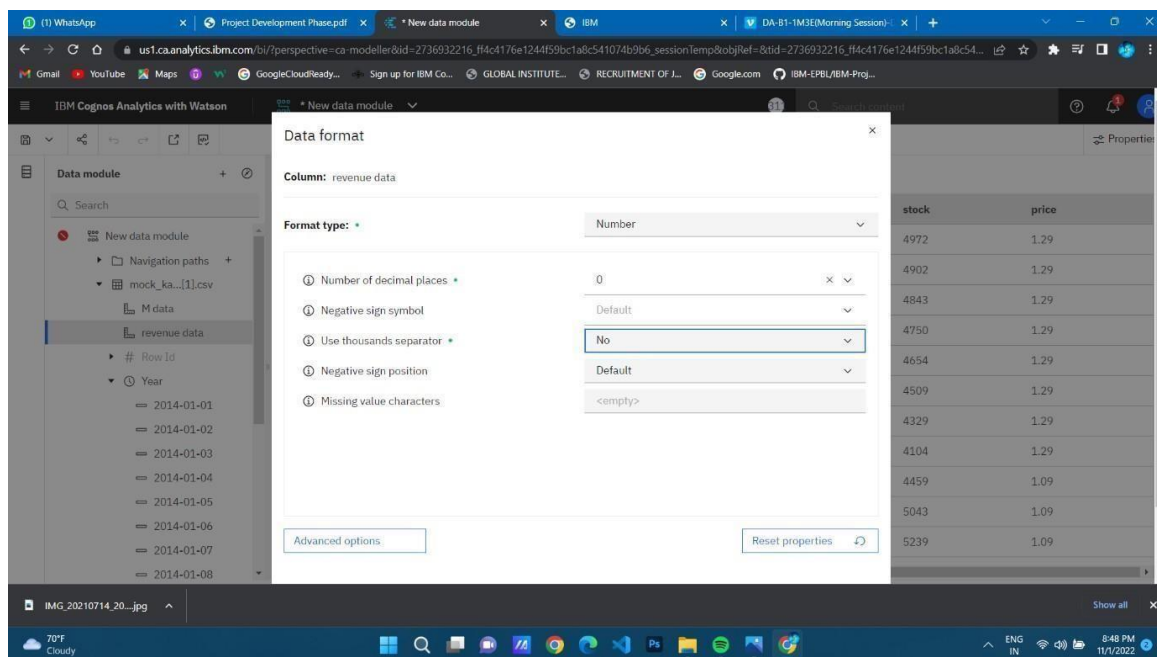 (1) WhatsApp
Project Development Phase.pdf
* New data module
IBM
DA-B1-1M3E(Morning Session)-
us1.ca.analytics.ibm.com/bi/?perspective=ca-modeller&id=2736932216_ff4c4176e1244f59bc1a8c541074b9b6_sessionTemp&objRef=&tid=2736932216_ff4c4176e1244f59bc1a8c54...
Gmail
YouTube
Maps
GoogleCloudReady...
Sign up for IBM Co...
GLOBAL INSTITUTE...
RECRUITMENT OF J...
Google.com
IBM-EPBL/IBM-Proj...
IBM Cognos Analytics with Watson
* New data module
Search content
Properties
Data module
Search
New data module
Navigation paths
mock_ka...[1].csv
M data
revenue data
# Row Id
Year
2014-01-01
2014-01-02
2014-01-03
2014-01-04
2014-01-05
2014-01-06
2014-01-07
2014-01-08
Data format
Column: revenue data
Format type:
Number
Number of decimal places
0
Negative sign symbol
Default
Use thousands separator
No
Negative sign position
Default
Missing value characters
<empty>
Advanced options
Reset properties
stock price
4972 1.29
4902 1.29
4843 1.29
4750 1.29
4654 1.29
4509 1.29
4329 1.29
4104 1.29
4459 1.09
5043 1.09
5239 1.09
IMG_20210714_20....jpg
Show all
70°F
Cloudy
ENG
IN
8:48 PM
11/1/2022
2